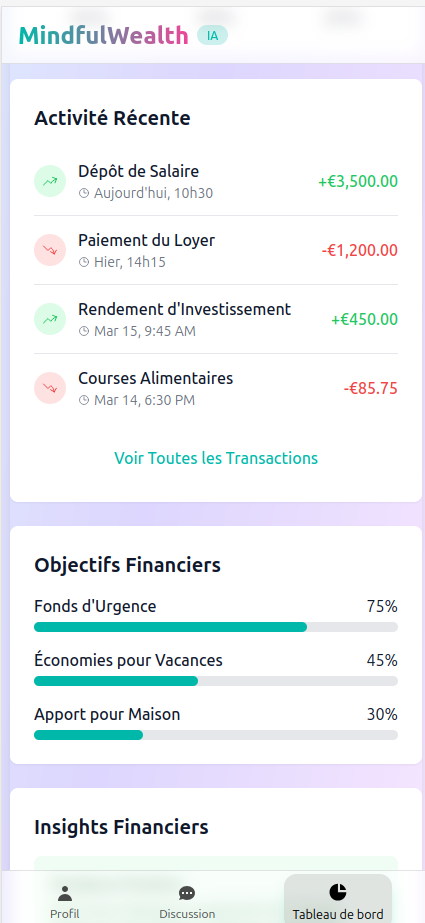 MindfulWealth IA
Activité Récente
Dépôt de Salaire
Aujourd'hui, 10h30
+€3,500.00
Paiement du Loyer
Hier, 14h15
-€1,200.00
Rendement d'Investissement
Mar 15, 9:45 AM
+€450.00
Courses Alimentaires
Mar 14, 6:30 PM
-€85.75
Voir Toutes les Transactions
Objectifs Financiers
Fonds d'Urgence 75%
Économies pour Vacances 45%
Apport pour Maison 30%
Insights Financiers
Profil Discussion Tableau de bord